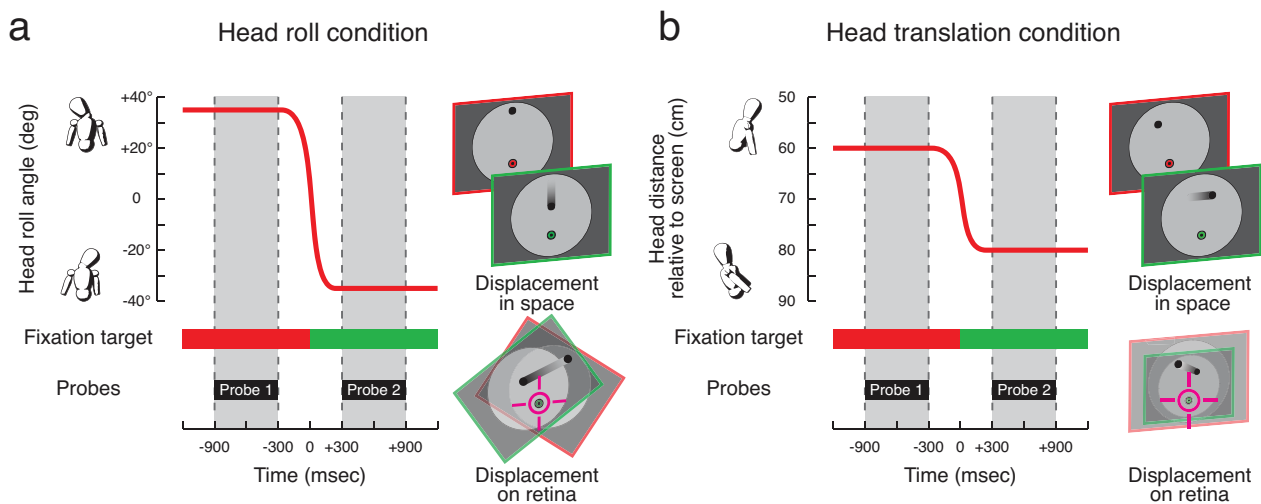 a
Head roll condition
Head roll angle (deg)
+40°
+20°
0
-20°
-40°
Displacement
in space
Fixation target
Probes
Probe 1
Probe 2
-900
-300
0
+300
+900
Time (msec)
Displacement
on retina
b
Head translation condition
Head distance
relative to screen (cm)
50
60
70
80
90
Displacement
in space
Fixation target
Probes
Probe 1
Probe 2
-900
-300
0
+300
+900
Time (msec)
Displacement
on retina